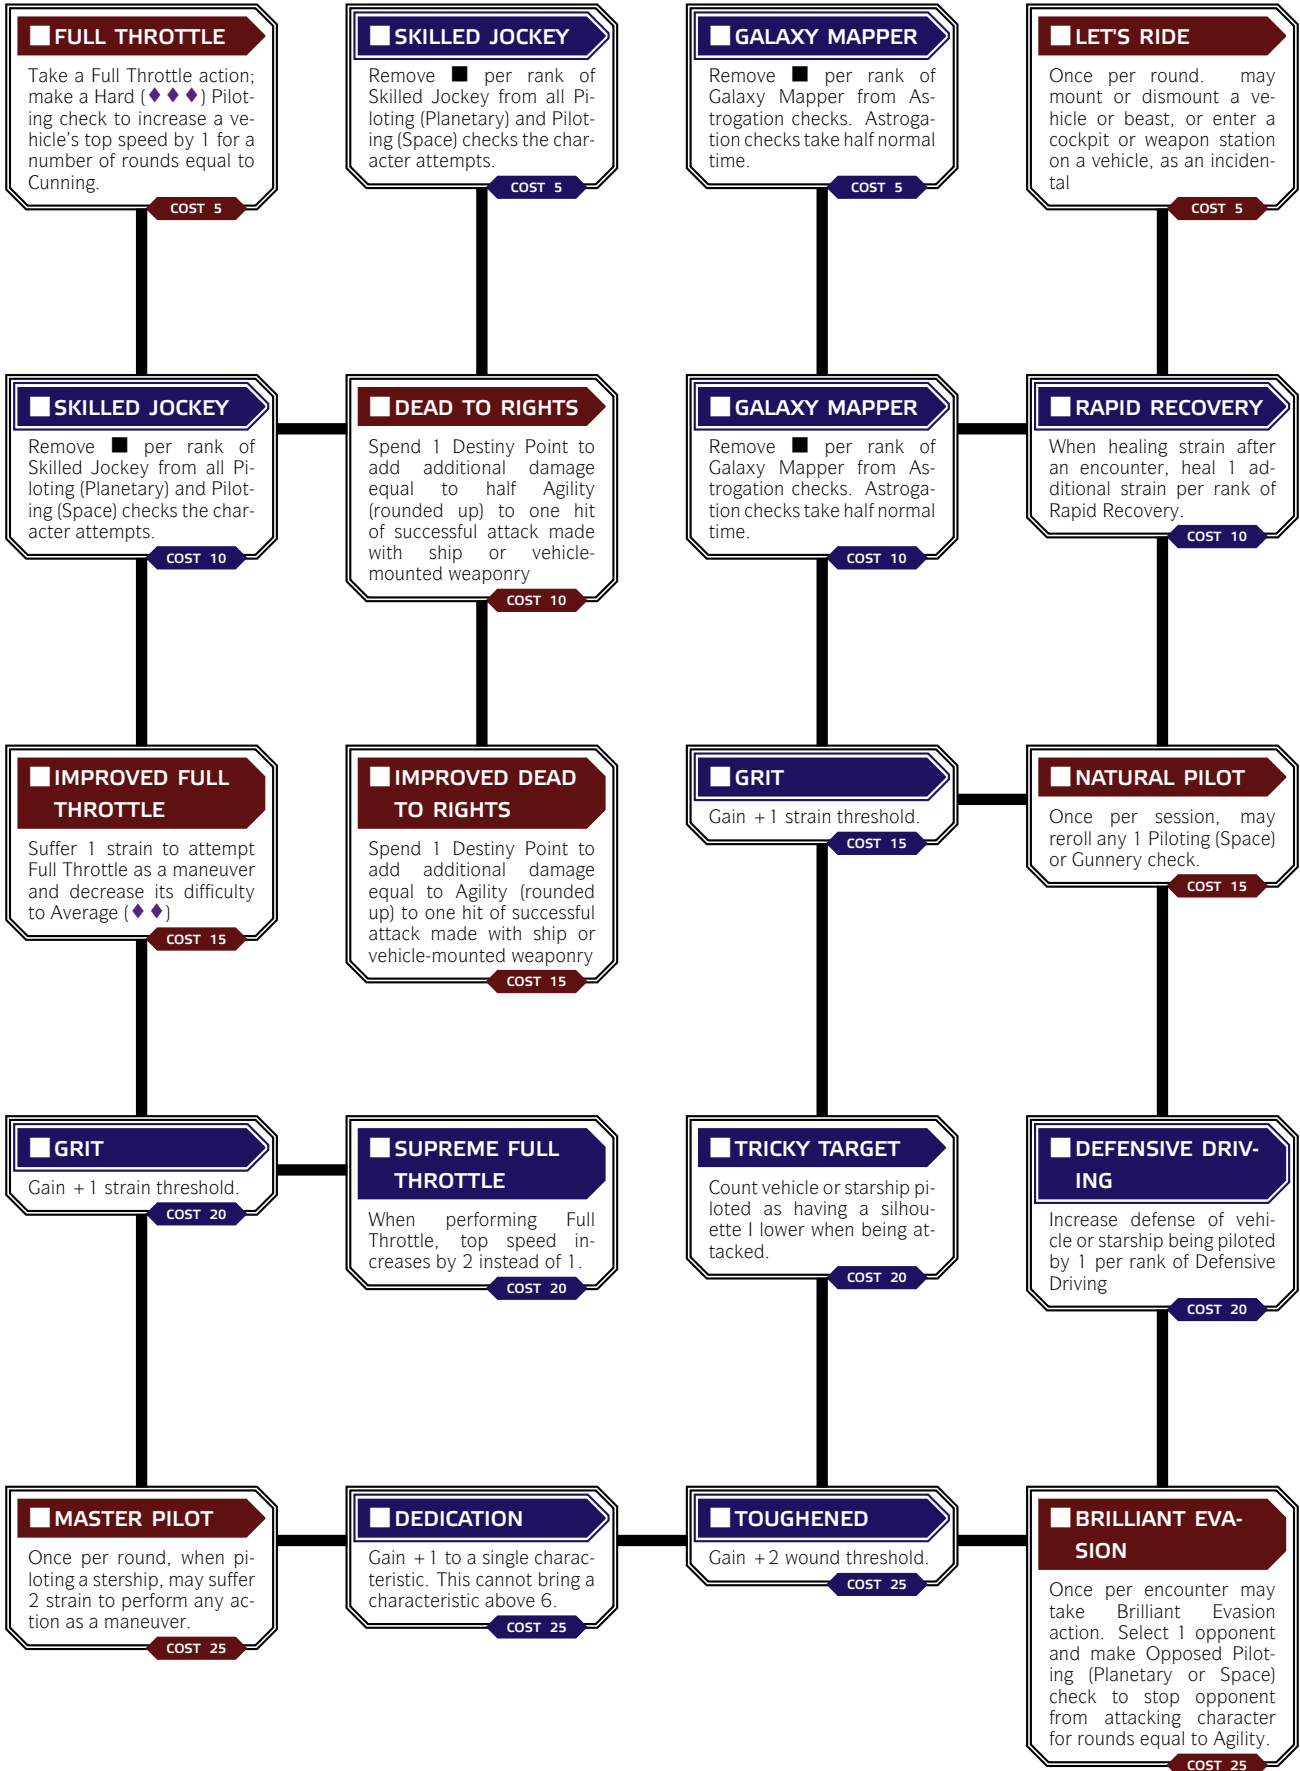 FULL THROTTLE
Take a Full Throttle action;
make a Hard (♦ ♦ ♦) Pilot-
ing check to increase a ve-
hicle's top speed by 1 for a
number of rounds equal to
Cunning.
COST 5
SKILLED JOCKEY
Remove ■ per rank of
Skilled Jockey from all Pi-
loting (Planetary) and Pilot-
ing (Space) checks the char-
acter attempts.
COST 5
GALAXY MAPPER
Remove ■ per rank of
Galaxy Mapper from As-
trogation checks. Astroga-
tion checks take half normal
time.
COST 5
LET'S RIDE
Once per round. may
mount or dismount a ve-
hicle or beast, or enter a
cockpit or weapon station
on a vehicle, as an inciden-
tal
COST 5
SKILLED JOCKEY
Remove ■ per rank of
Skilled Jockey from all Pi-
loting (Planetary) and Pilot-
ing (Space) checks the char-
acter attempts.
COST 10
DEAD TO RIGHTS
Spend 1 Destiny Point to
add additional damage
equal to half Agility
(rounded up) to one hit
of successful attack made
with ship or vehicle-
mounted weaponry
COST 10
GALAXY MAPPER
Remove ■ per rank of
Galaxy Mapper from As-
trogation checks. Astroga-
tion checks take half normal
time.
COST 10
RAPID RECOVERY
When healing strain after
an encounter, heal 1 ad-
ditional strain per rank of
Rapid Recovery.
COST 10
IMPROVED FULL
THROTTLE
Suffer 1 strain to attempt
Full Throttle as a maneuver
and decrease its difficulty
to Average (♦ ♦)
COST 15
IMPROVED DEAD
TO RIGHTS
Spend 1 Destiny Point to
add additional damage
equal to Agility (rounded
up) to one hit of successful
attack made with ship or
vehicle-mounted weaponry
COST 15
GRIT
Gain +1 strain threshold.
COST 15
NATURAL PILOT
Once per session, may
reroll any 1 Piloting (Space)
or Gunnery check.
COST 15
GRIT
Gain +1 strain threshold.
COST 20
SUPREME FULL
THROTTLE
When performing Full
Throttle, top speed in-
creases by 2 instead of 1.
COST 20
TRICKY TARGET
Count vehicle or starship pi-
loted as having a silhou-
ette I lower when being at-
tacked.
COST 20
DEFENSIVE DRIV-
ING
Increase defense of vehi-
cle or starship being piloted
by 1 per rank of Defensive
Driving
COST 20
MASTER PILOT
Once per round, when pi-
loting a stership, may suffer
2 strain to perform any ac-
tion as a maneuver.
COST 25
DEDICATION
Gain +1 to a single charac-
teristic. This cannot bring a
characteristic above 6.
COST 25
TOUGHENED
Gain +2 wound threshold.
COST 25
BRILLIANT EVA-
SION
Once per encounter may
take Brilliant Evasion
action. Select 1 opponent
and make Opposed Pilot-
ing (Planetary or Space)
check to stop opponent
from attacking character
for rounds equal to Agility.
COST 25